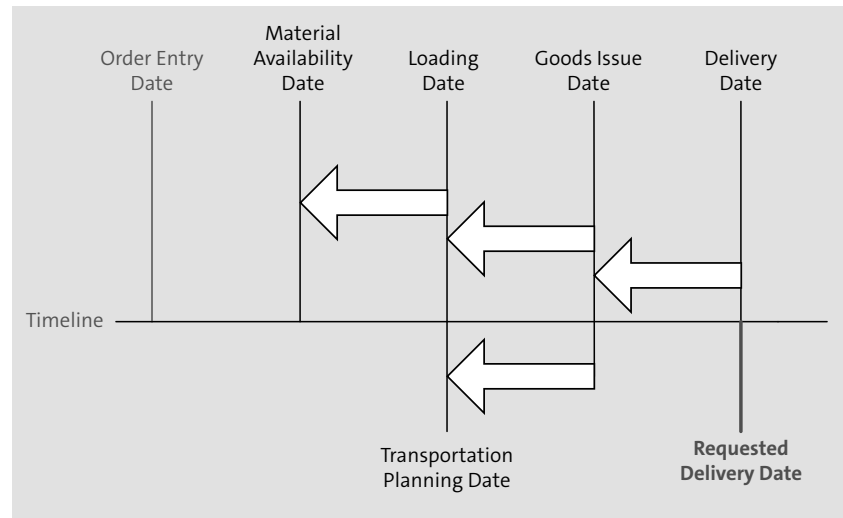 Order Entry
Date
Material
Availability
Date
Loading
Date
Goods Issue
Date
Delivery
Date
Timeline
Transportation
Planning Date
Requested
Delivery Date